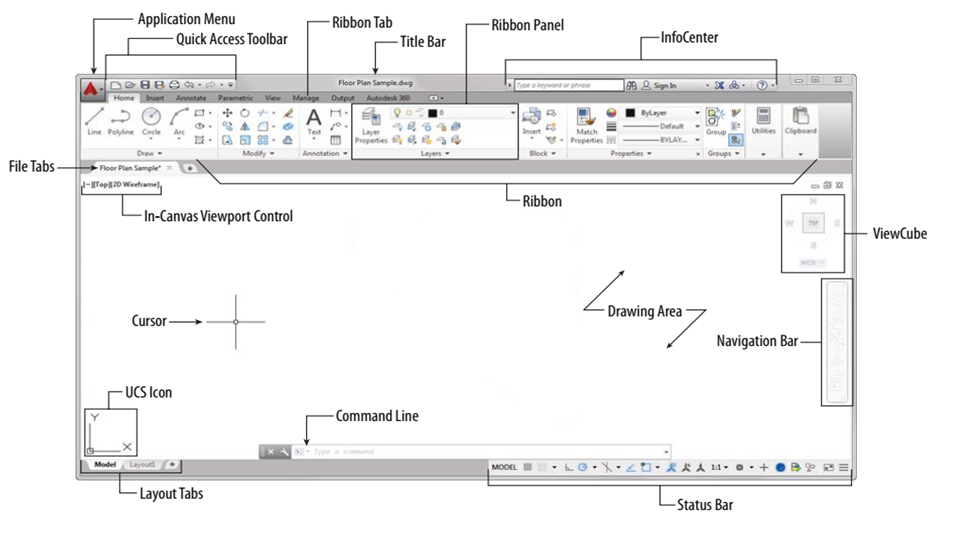 Application Menu
Ribbon Tab
Ribbon Panel
Quick Access Toolbar
Title Bar
InfoCenter
Floor Plan Sample.dwg
Type a keyword or phrase
Sign In
Home Insert Annotate Parametric View Manage Output Autodesk 360
0
ByLayer
Line Polyline Circle Arc
Text
Layer Properties
Insert
Match Properties
Default
BYLAY...
Group
Utilities
Clipboard
Draw Modify Annotation Layers Block Properties Groups
File Tabs
Floor Plan Sample*
[−][Top][2D Wireframe]
In-Canvas Viewport Control
Ribbon
N
W TOP E
S
WCS
ViewCube
Drawing Area
Cursor
Navigation Bar
UCS Icon
Y
X
Command Line
Type a command
Model Layout1
MODEL
1:1
Layout Tabs
Status Bar